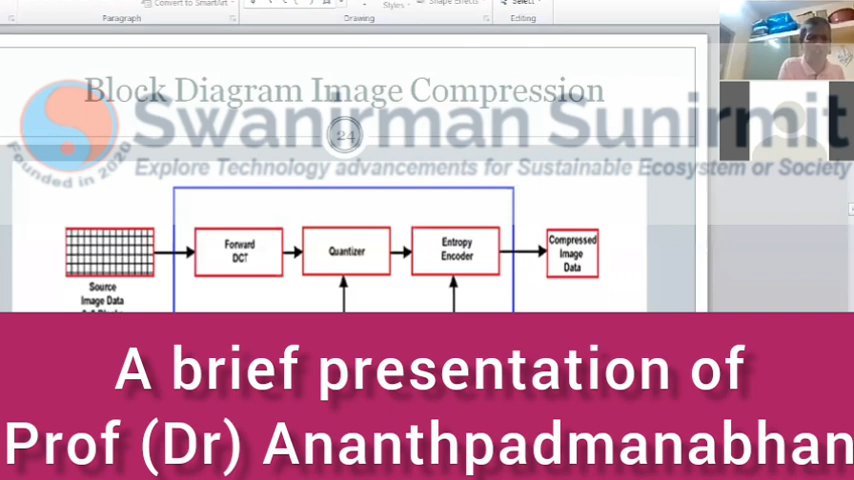 Convert to SmartArt
Styles
Shape Effects
Select
Paragraph
Drawing
Editing
Block Diagram Image Compression
24
Swanirman Sunirmit
Explore Technology advancements for Sustainable Ecosystem or Society
Founded in 2020
Forward
DCT
Quantizer
Entropy
Encoder
Compressed
Image
Data
Source
Image Data
A brief presentation of
Prof (Dr) Ananthpadmanabhan